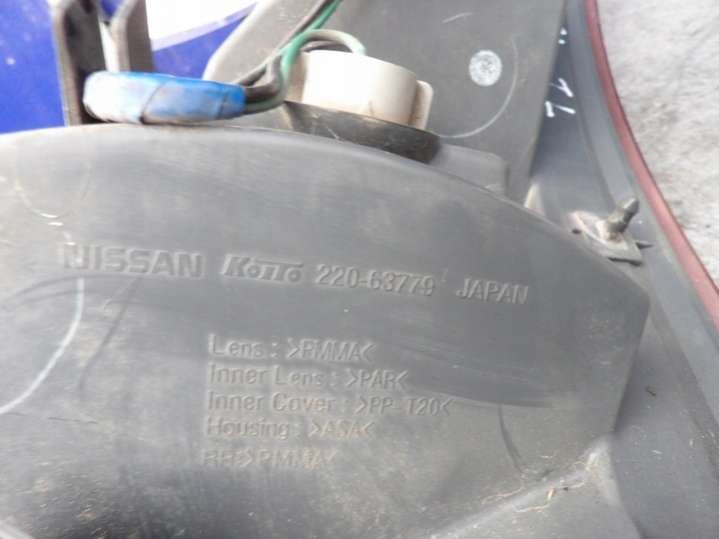 NISSAN KOITO 220-63779 JAPAN
Lens : >PMMA<
Inner Lens : >PAR<
Inner Cover : >PP T20<
Housing : >ASA<
RR>PMMA<